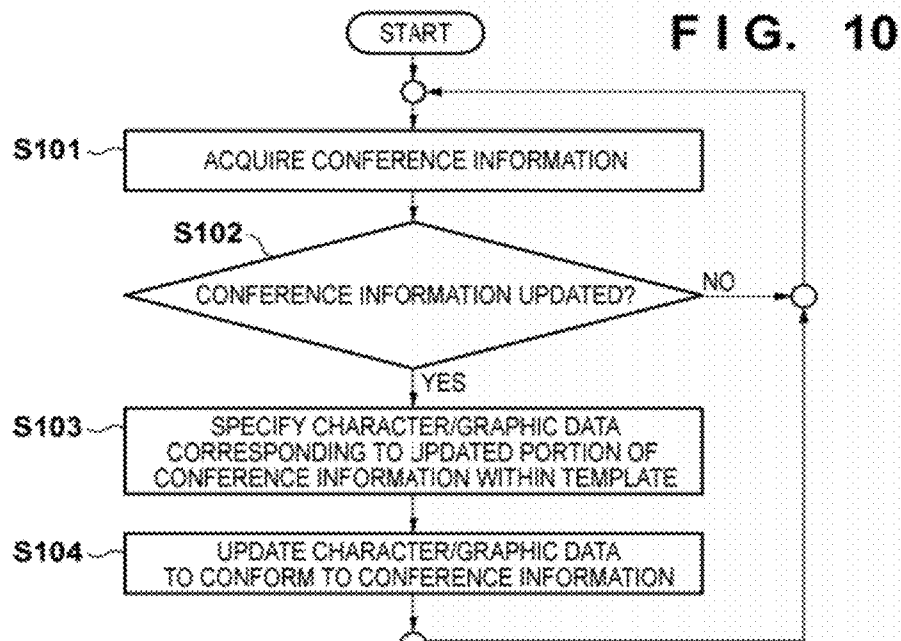 FIG. 10
START
S101
ACQUIRE CONFERENCE INFORMATION
S102
CONFERENCE INFORMATION UPDATED?
NO
YES
S103
SPECIFY CHARACTER/GRAPHIC DATA
CORRESPONDING TO UPDATED PORTION OF
CONFERENCE INFORMATION WITHIN TEMPLATE
S104
UPDATE CHARACTER/GRAPHIC DATA
TO CONFORM TO CONFERENCE INFORMATION